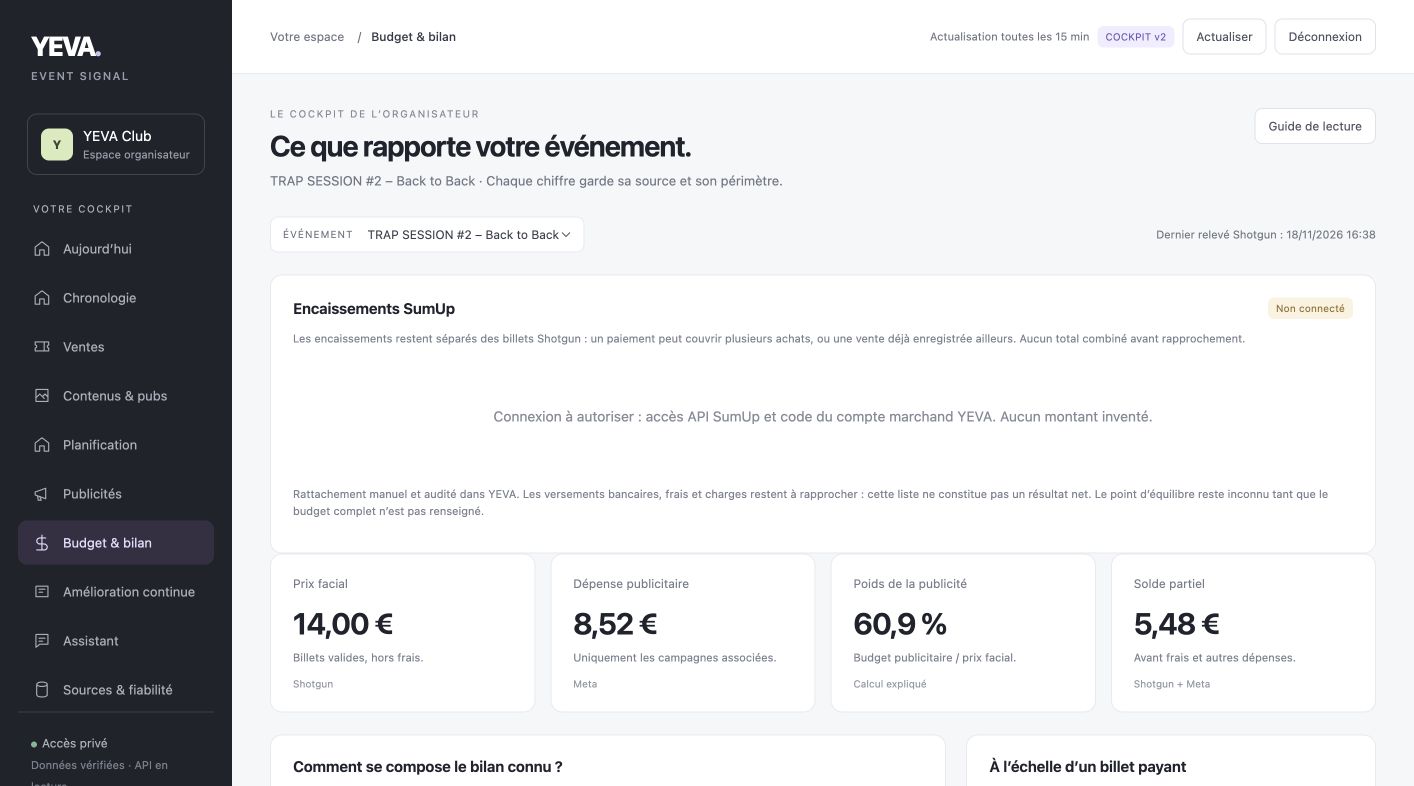 YEVA.
EVENT SIGNAL
Y
YEVA Club
Espace organisateur
VOTRE COCKPIT
Aujourd’hui
Chronologie
Ventes
Contenus & pubs
Planification
Publicités
Budget & bilan
Amélioration continue
Assistant
Sources & fiabilité
Accès privé
Données vérifiées · API en
lecture
Votre espace / Budget & bilan
Actualisation toutes les 15 min
COCKPIT v2
Actualiser
Déconnexion
LE COCKPIT DE L’ORGANISATEUR
Ce que rapporte votre événement.
TRAP SESSION #2 – Back to Back · Chaque chiffre garde sa source et son périmètre.
Guide de lecture
ÉVÉNEMENT TRAP SESSION #2 – Back to Back
Dernier relevé Shotgun : 18/11/2026 16:38
Encaissements SumUp
Non connecté
Les encaissements restent séparés des billets Shotgun : un paiement peut couvrir plusieurs achats, ou une vente déjà enregistrée ailleurs. Aucun total combiné avant rapprochement.
Connexion à autoriser : accès API SumUp et code du compte marchand YEVA. Aucun montant inventé.
Rattachement manuel et audité dans YEVA. Les versements bancaires, frais et charges restent à rapprocher : cette liste ne constitue pas un résultat net. Le point d’équilibre reste inconnu tant que le
budget complet n’est pas renseigné.
Prix facial
14,00 €
Billets valides, hors frais.
Shotgun
Dépense publicitaire
8,52 €
Uniquement les campagnes associées.
Meta
Poids de la publicité
60,9 %
Budget publicitaire / prix facial.
Calcul expliqué
Solde partiel
5,48 €
Avant frais et autres dépenses.
Shotgun + Meta
Comment se compose le bilan connu ?
À l’échelle d’un billet payant